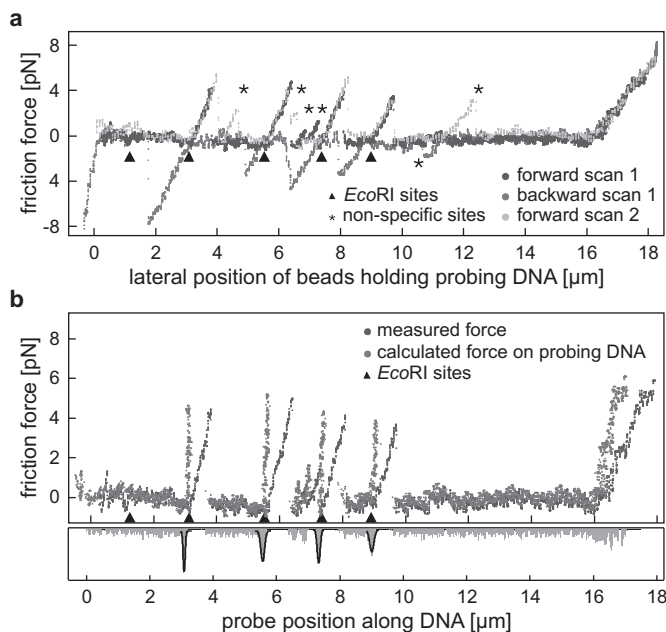 a
friction force [pN]
8
4
0
-4
-8
* * * * * *
▲ EcoRI sites
* non-specific sites
forward scan 1
backward scan 1
forward scan 2
0 2 4 6 8 10 12 14 16 18
lateral position of beads holding probing DNA [µm]
b
friction force [pN]
8
6
4
2
0
measured force
calculated force on probing DNA
▲ EcoRI sites
0 2 4 6 8 10 12 14 16 18
probe position along DNA [µm]